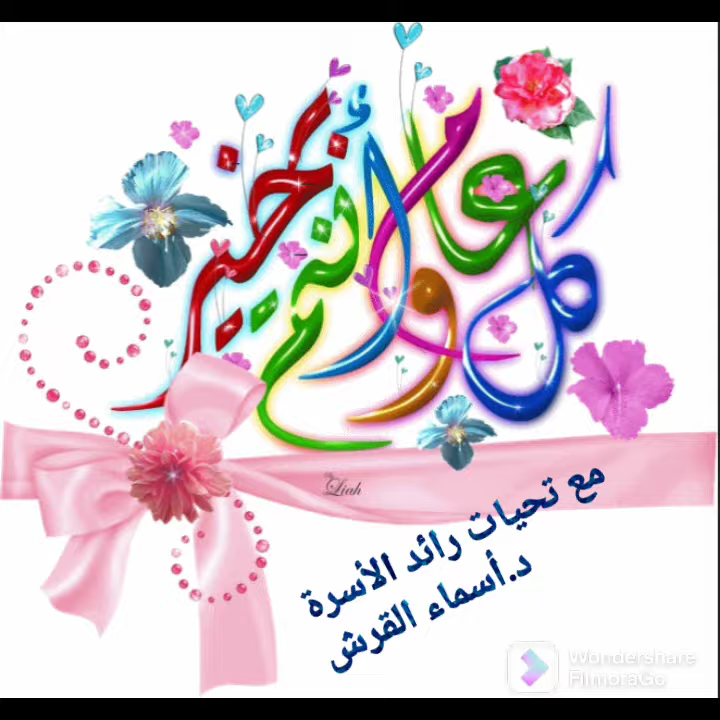 كل عام وأنتم بخير
Liah
مع تحيات رائد الأسرة
د.أسماء القرش
Wondershare
FilmoraGo